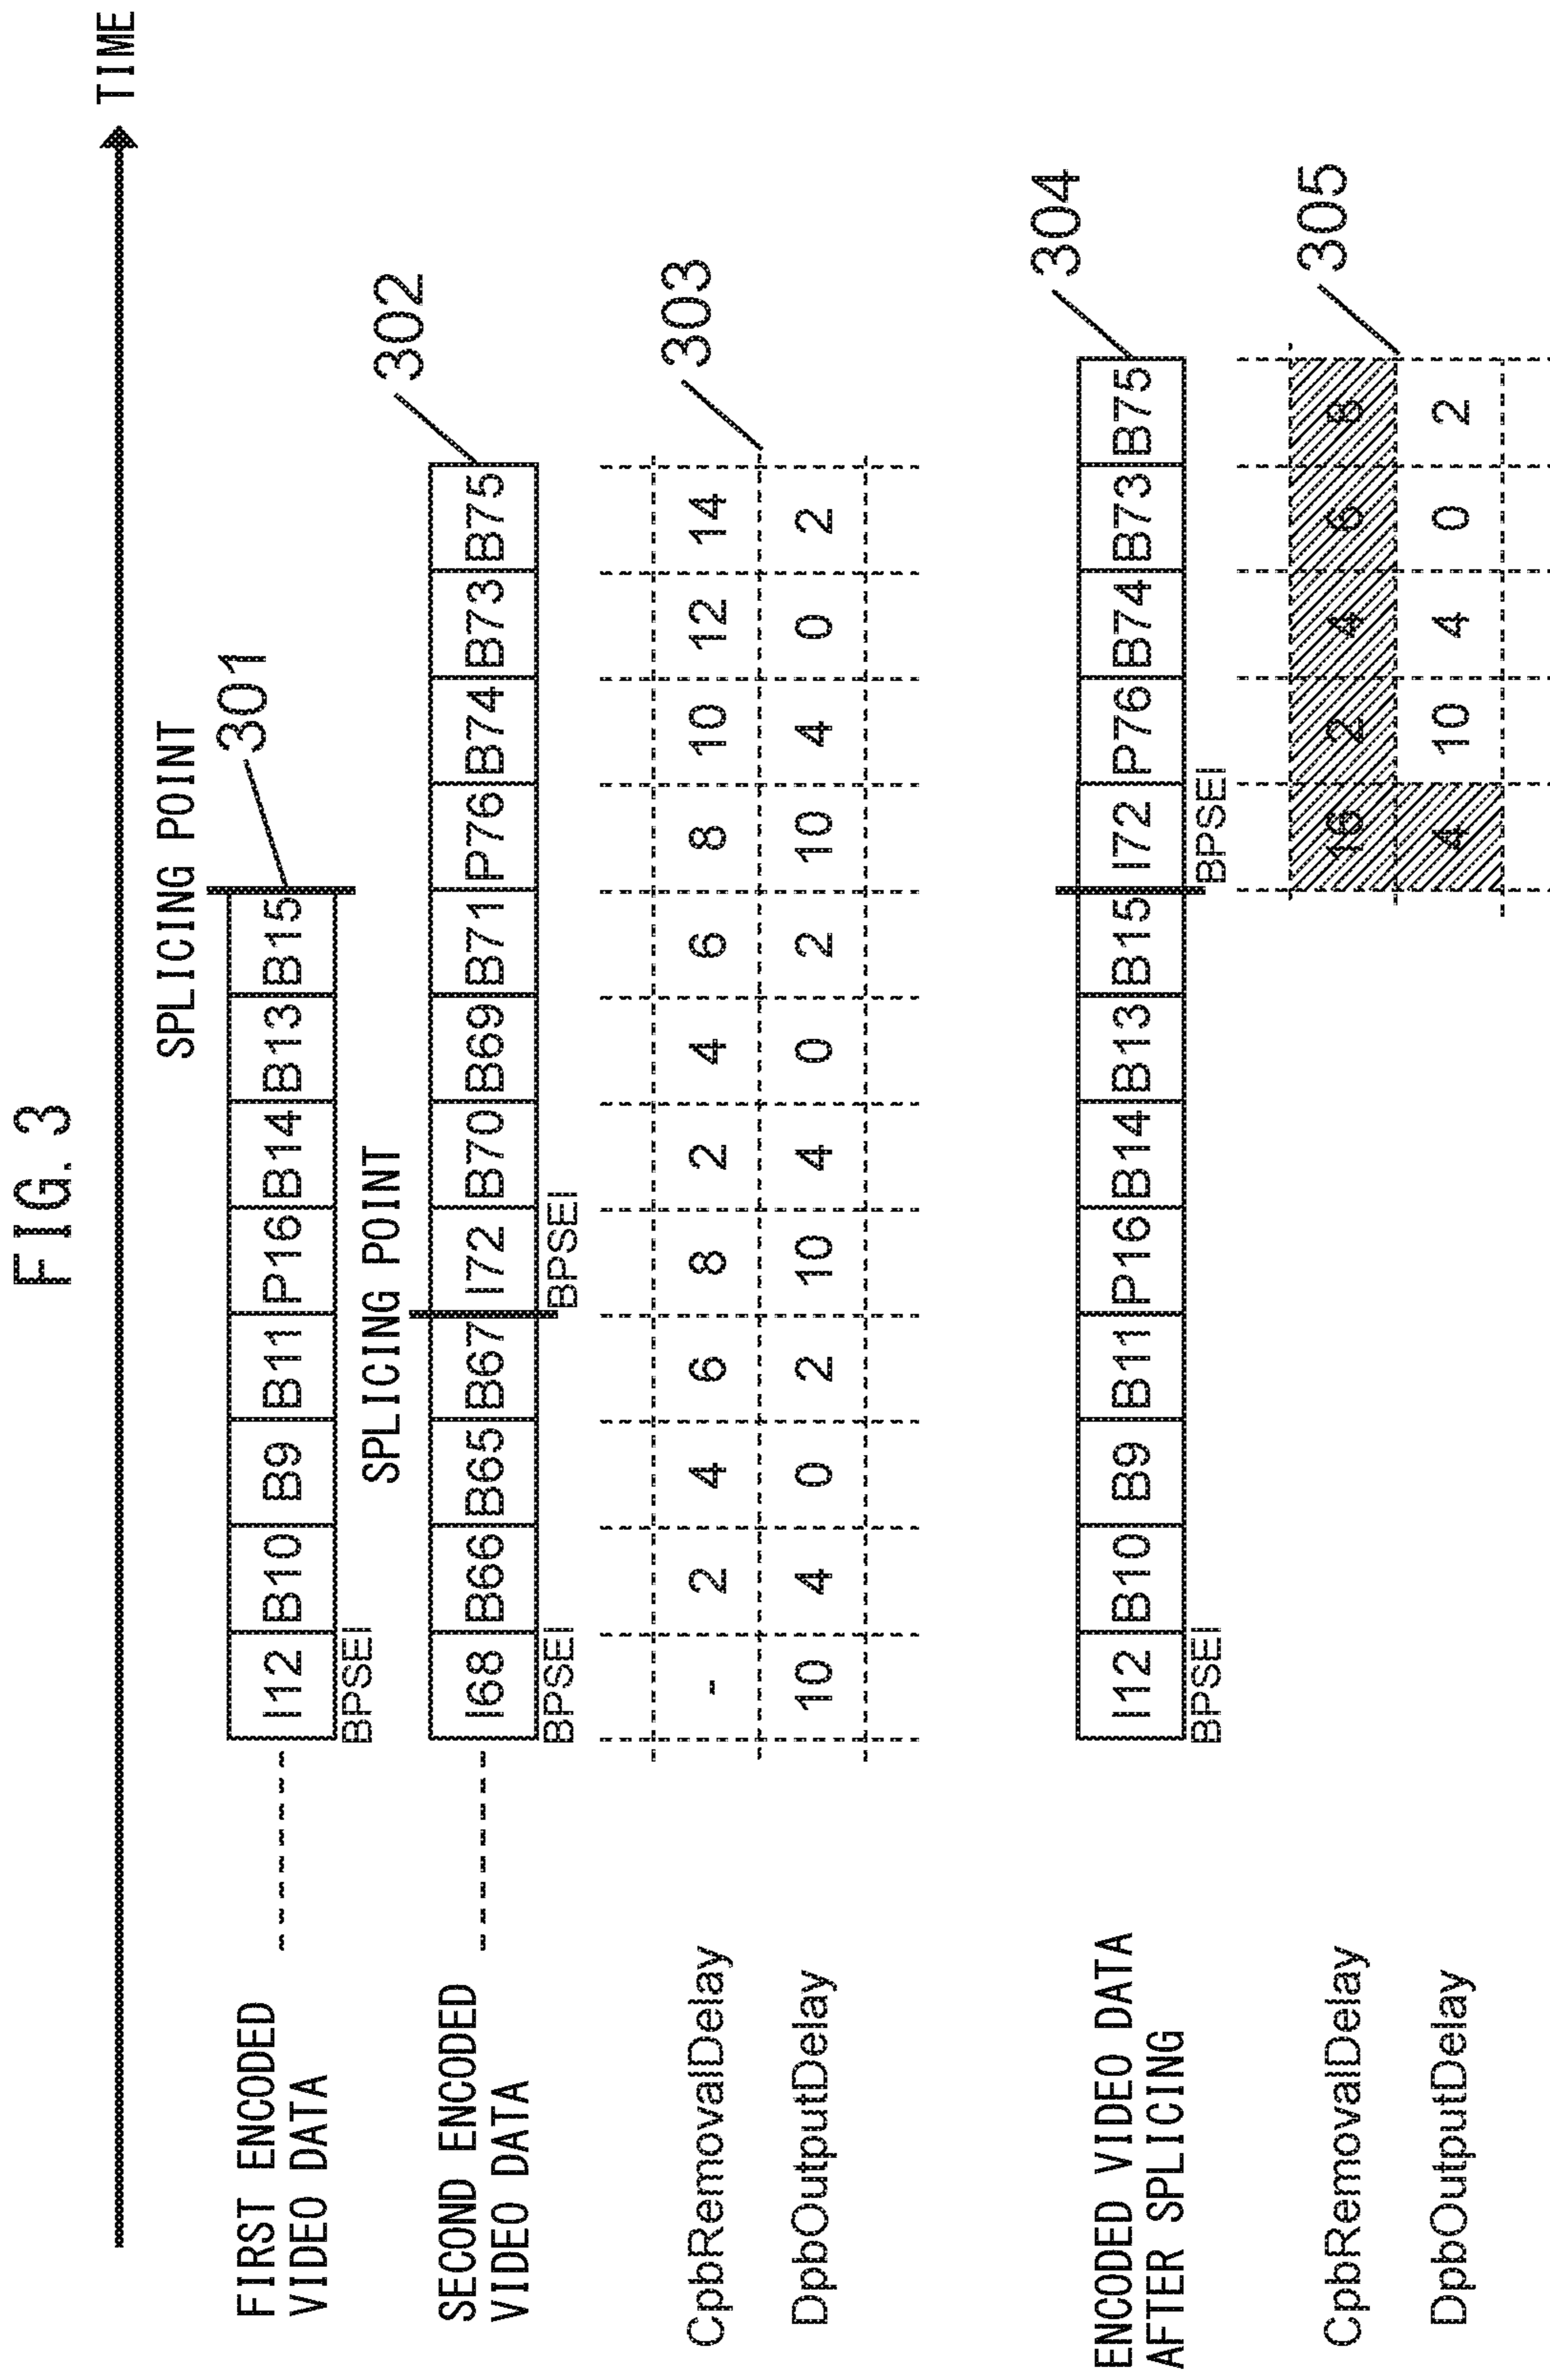 FIG. 3
TIME
SPLICING POINT
301
FIRST ENCODED
VIDEO DATA
I12 B10 B9 B11 P16 B14 B13 B15
BPSEI
SPLICING POINT
302
SECOND ENCODED
VIDEO DATA
I68 B66 B65 B67 I72 B70 B69 B71 P76 B74 B73 B75
BPSEI BPSEI
303
CpbRemovalDelay - 2 4 6 8 2 4 6 8 10 12 14
DpbOutputDelay 10 4 0 2 10 4 0 2 10 4 0 2
304
ENCODED VIDEO DATA
AFTER SPLICING
I12 B10 B9 B11 P16 B14 B13 B15 I72 P76 B74 B73 B75
BPSEI BPSEI
305
CpbRemovalDelay 16 2 4 6 8
DpbOutputDelay 4 10 4 0 2